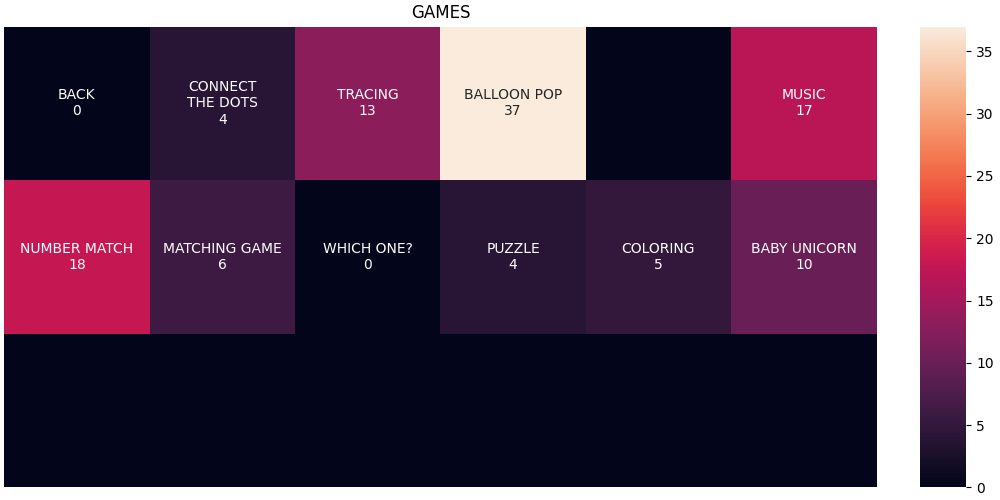 GAMES
BACK
0
CONNECT
THE DOTS
4
TRACING
13
BALLOON POP
37
MUSIC
17
NUMBER MATCH
18
MATCHING GAME
6
WHICH ONE?
0
PUZZLE
4
COLORING
5
BABY UNICORN
10
35
30
25
20
15
10
5
0